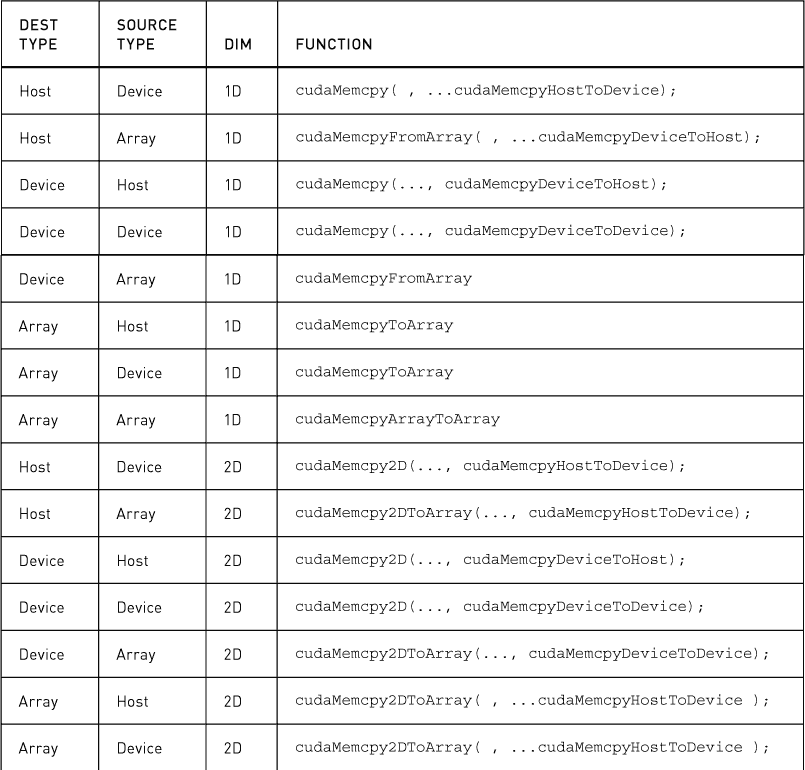 DEST TYPE SOURCE TYPE DIM FUNCTION
Host Device 1D cudaMemcpy( , ...cudaMemcpyHostToDevice);
Host Array 1D cudaMemcpyFromArray( , ...cudaMemcpyDeviceToHost);
Device Host 1D cudaMemcpy(..., cudaMemcpyDeviceToHost);
Device Device 1D cudaMemcpy(..., cudaMemcpyDeviceToDevice);
Device Array 1D cudaMemcpyFromArray
Array Host 1D cudaMemcpyToArray
Array Device 1D cudaMemcpyToArray
Array Array 1D cudaMemcpyArrayToArray
Host Device 2D cudaMemcpy2D(..., cudaMemcpyHostToDevice);
Host Array 2D cudaMemcpy2DToArray(..., cudaMemcpyHostToDevice);
Device Host 2D cudaMemcpy2D(..., cudaMemcpyDeviceToHost);
Device Device 2D cudaMemcpy2D(..., cudaMemcpyDeviceToDevice);
Device Array 2D cudaMemcpy2DToArray(..., cudaMemcpyDeviceToDevice);
Array Host 2D cudaMemcpy2DToArray( , ...cudaMemcpyHostToDevice );
Array Device 2D cudaMemcpy2DToArray( , ...cudaMemcpyHostToDevice );